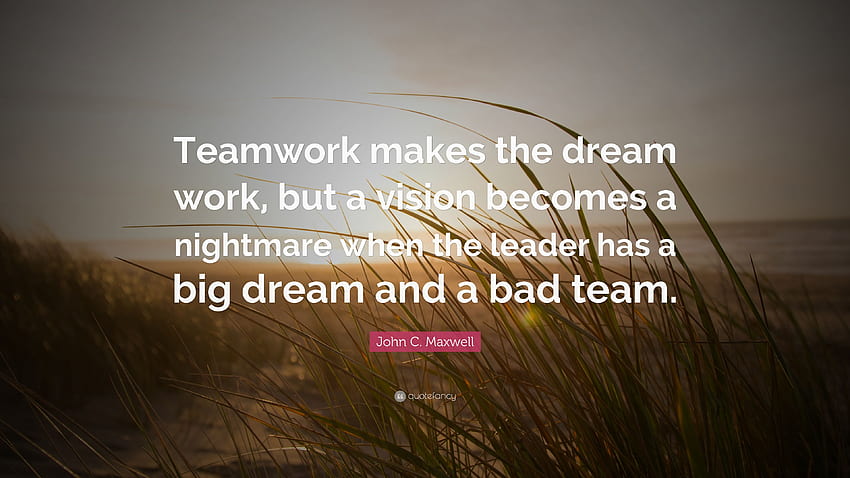 Teamwork makes the dream
work, but a vision becomes a
nightmare when the leader has a
big dream and a bad team.
John C. Maxwell
quotefancy